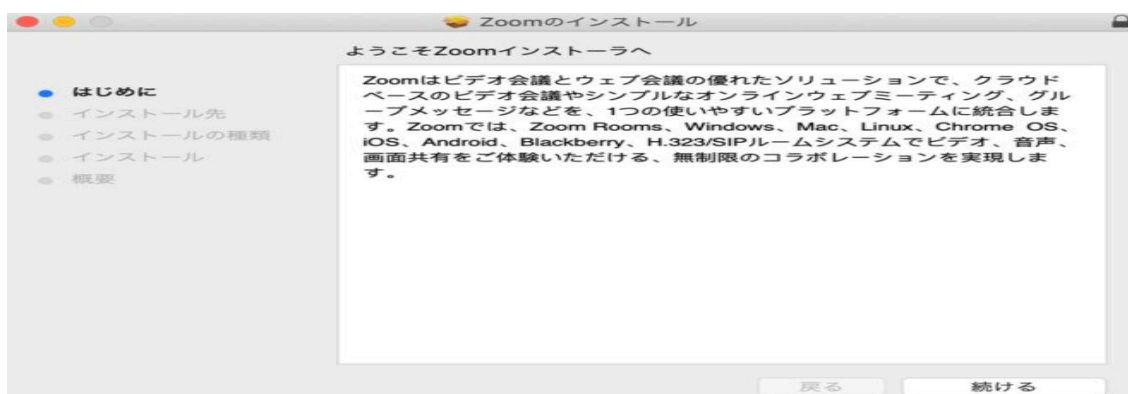 Zoomのインストール
ようこそZoomインストーラへ
はじめに
インストール先
インストールの種類
インストール
概要
Zoomはビデオ会議とウェブ会議の優れたソリューションで、クラウド
ベースのビデオ会議やシンプルなオンラインウェブミーティング、グル
ープメッセージなどを、1つの使いやすいプラットフォームに統合しま
す。Zoomでは、Zoom Rooms、Windows、Mac、Linux、Chrome OS、
iOS、Android、Blackberry、H.323/SIPルームシステムでビデオ、音声、
画面共有をご体験いただける、無制限のコラボレーションを実現しま
す。
戻る
続ける